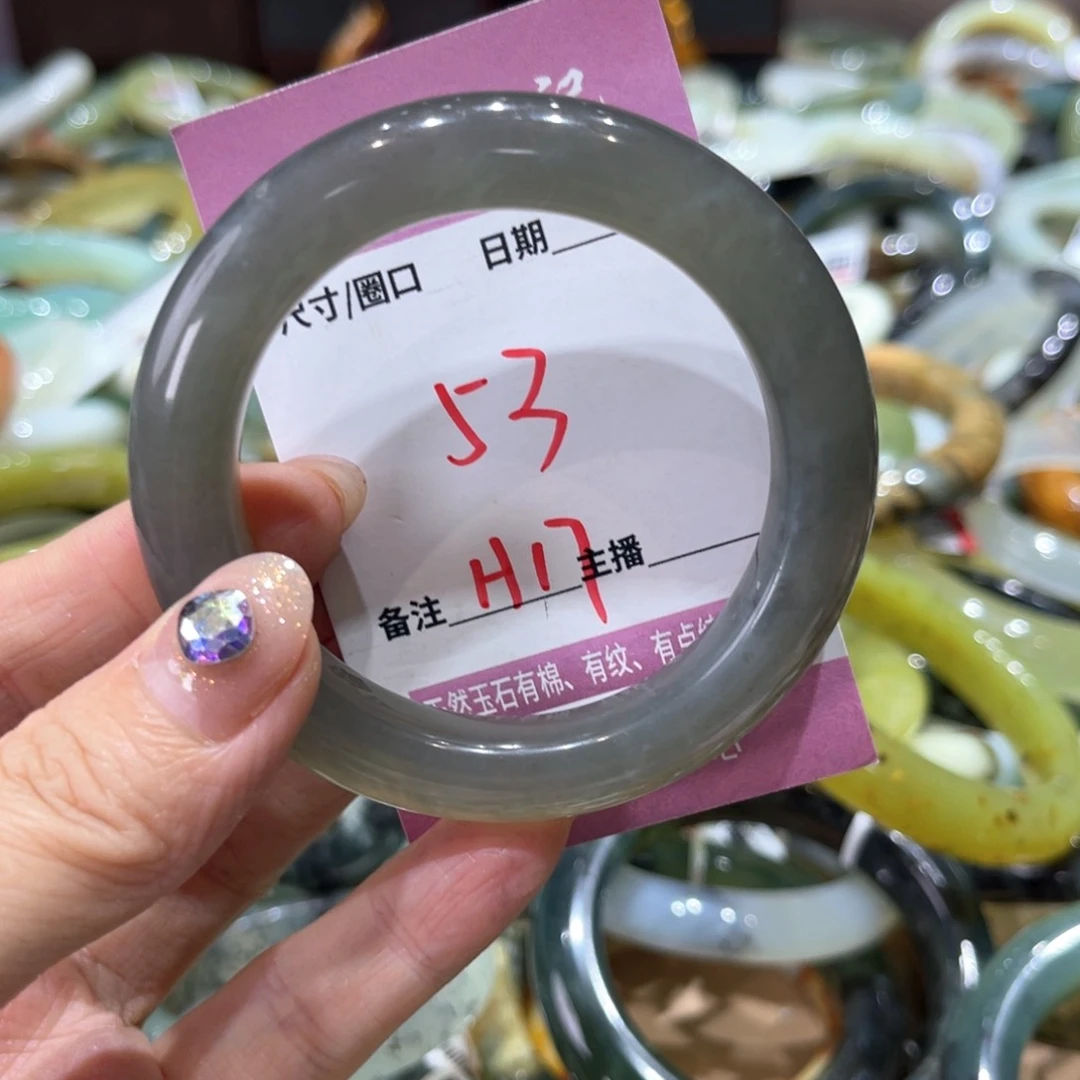 日期
寸/圈口
53
H17
备注 主播
然玉石有棉、有纹、有点